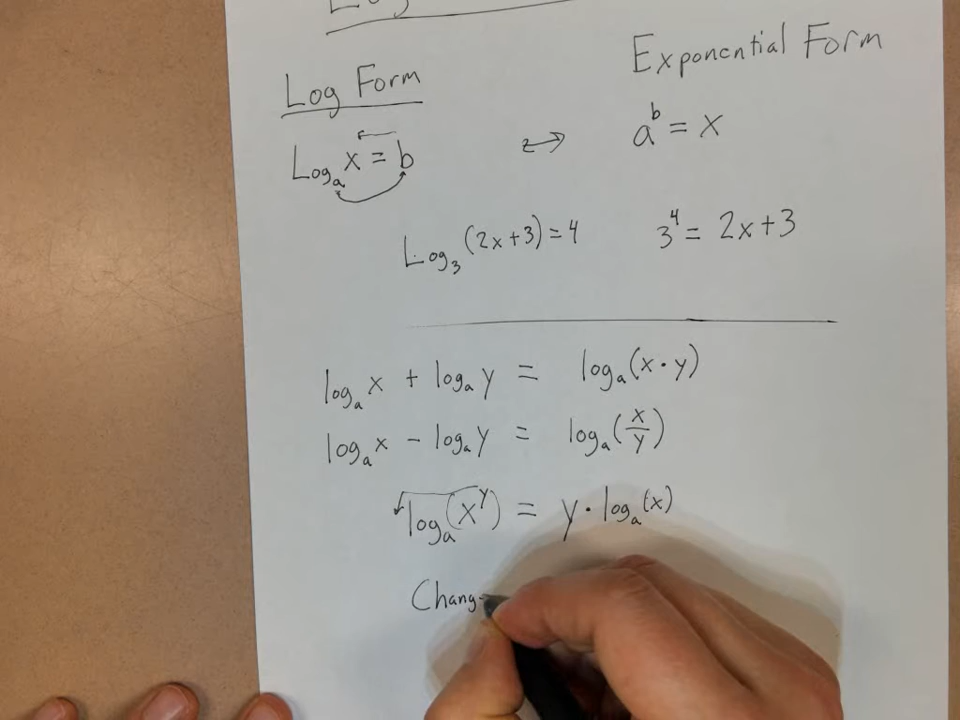 Log Form
Exponential Form
Logₐ x = b
aᵇ = x
Log₃ (2x+3) = 4
3⁴ = 2x+3
logₐ x + logₐ y = logₐ(x · y)
logₐ x − logₐ y = logₐ(x/y)
logₐ(xʸ) = y · logₐ(x)
Chang